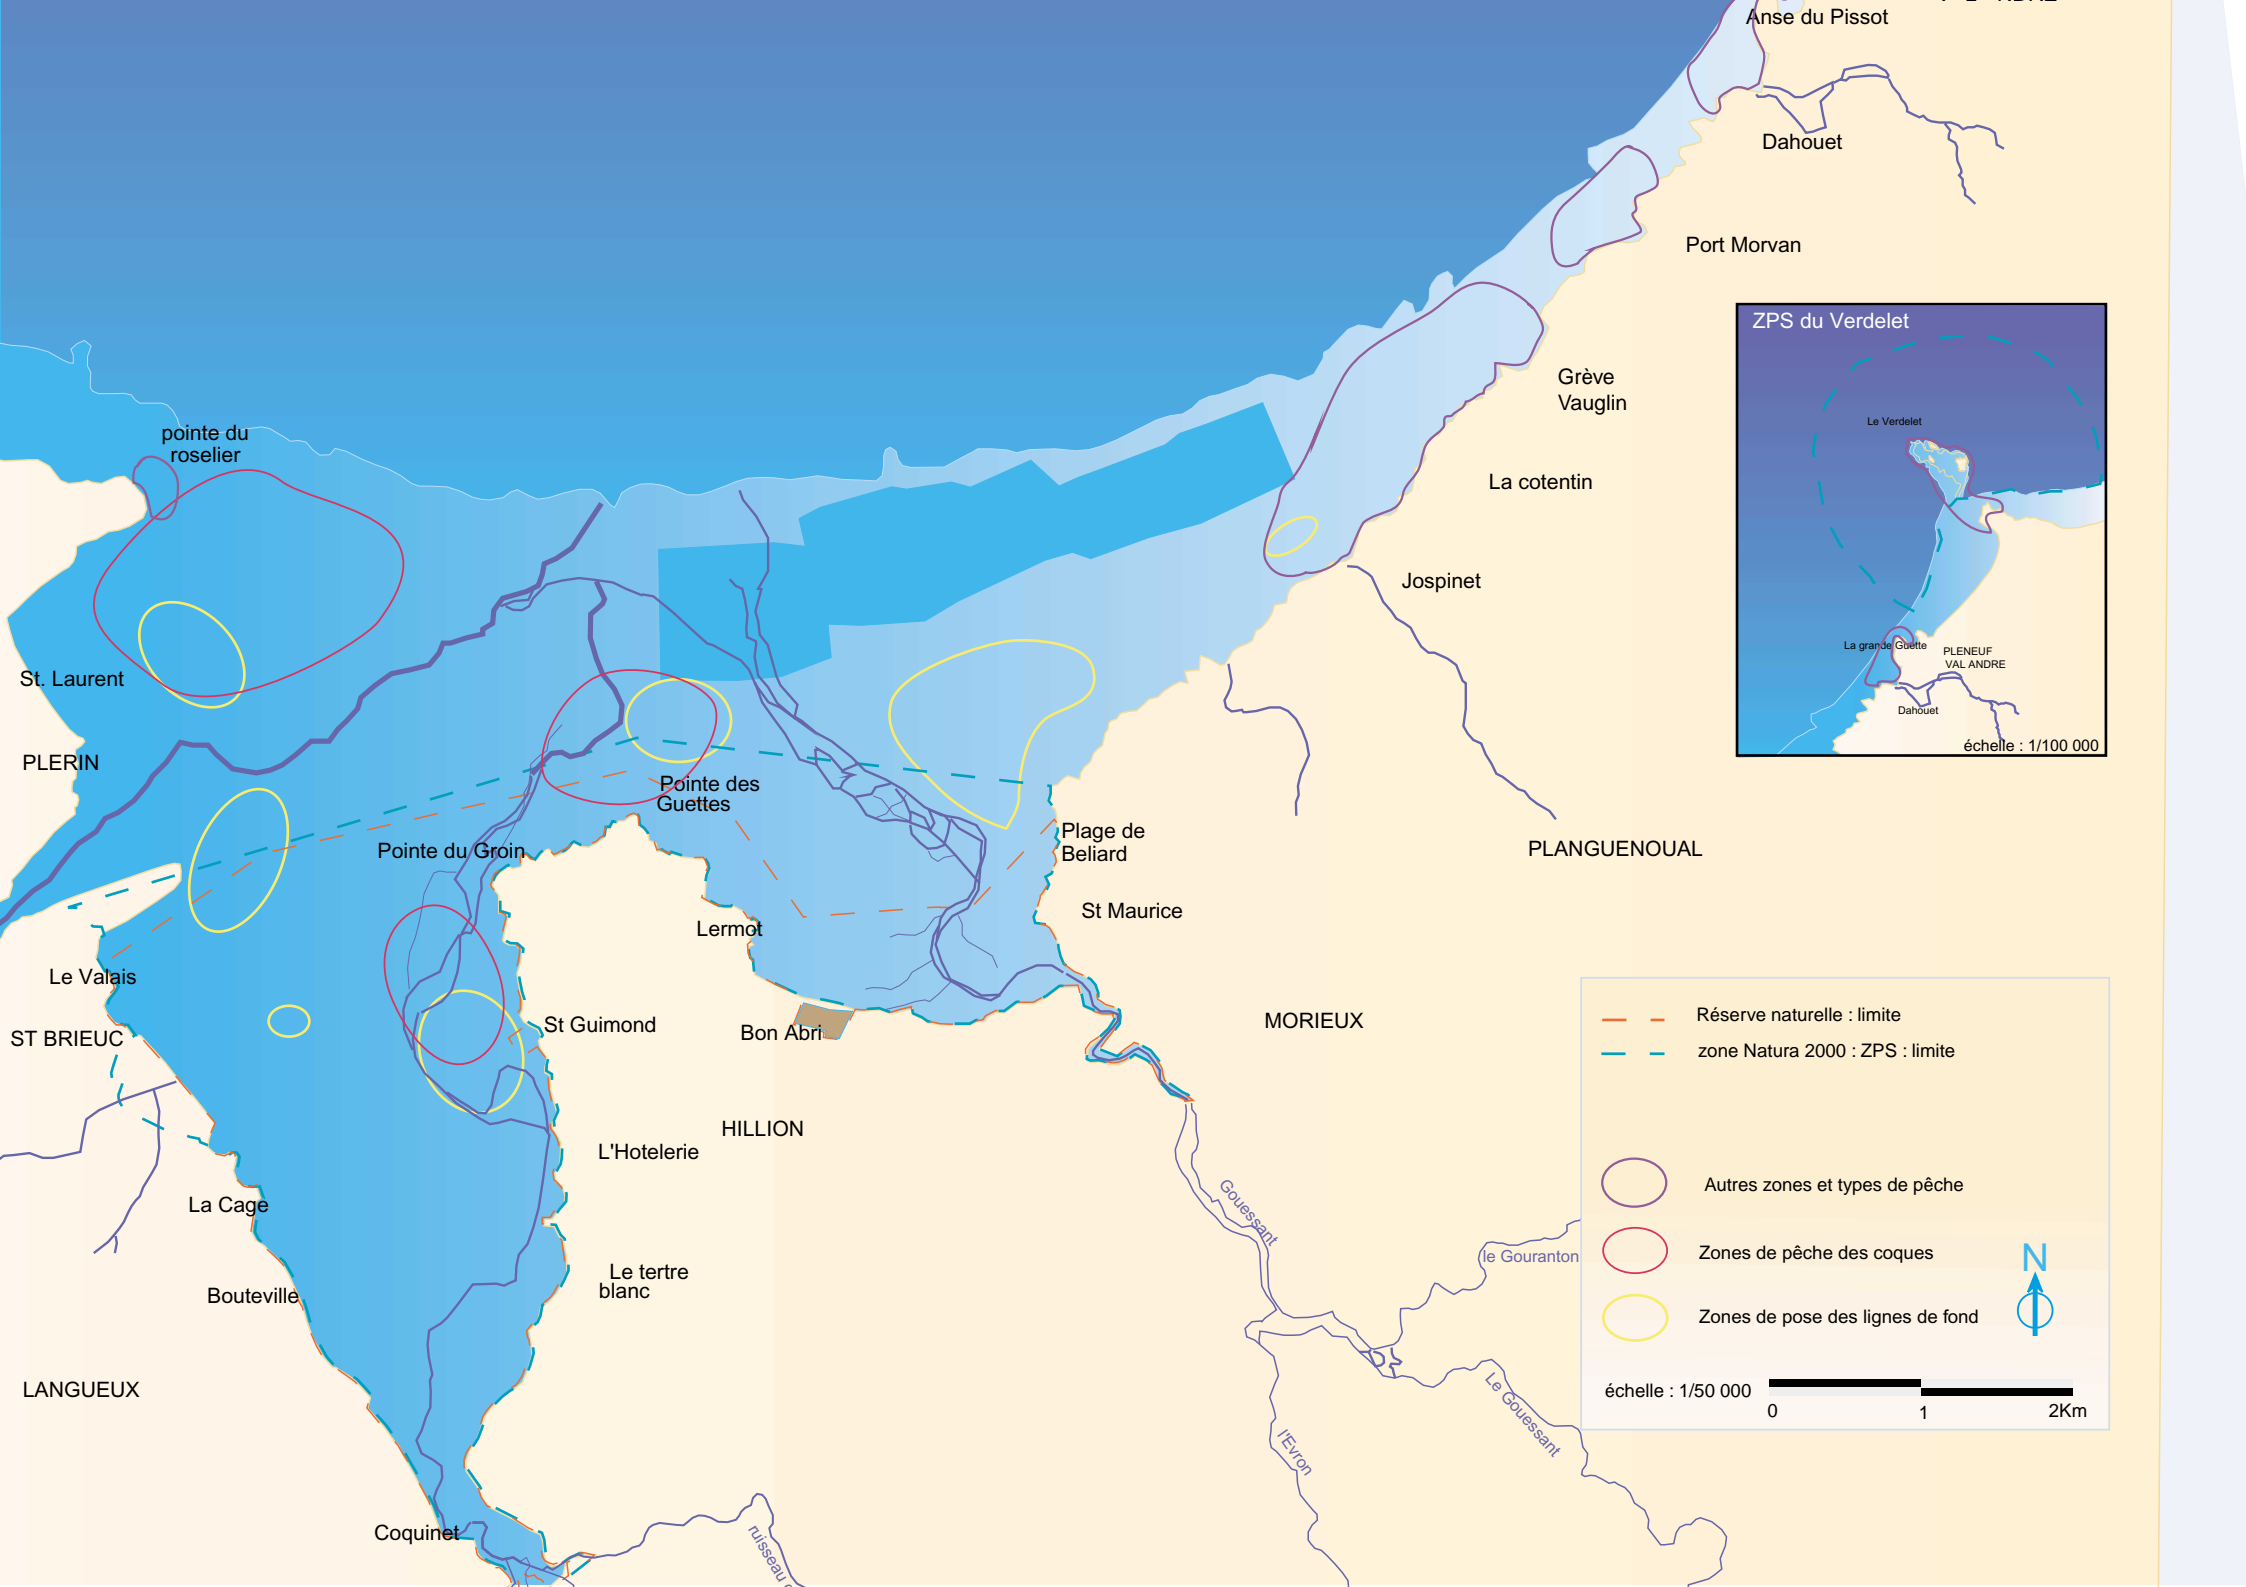 Anse du Pissot
Dahouet
Port Morvan
ZPS du Verdelet
Le Verdelet
La grande Guette
PLENEUF
VAL ANDRE
Dahouet
échelle : 1/100 000
Grève
Vauglin
pointe du
roselier
La cotentin
Jospinet
St. Laurent
PLERIN
Pointe des
Guettes
Pointe du Groin
Plage de
Beliard
PLANGUENOUAL
St Maurice
Lermot
Le Valais
ST BRIEUC
St Guimond
Bon Abri
MORIEUX
HILLION
L'Hotelerie
La Cage
Gouessant
le Gouranton
Le tertre
blanc
Bouteville
LANGUEUX
Le Gouessant
l'Evron
Coquinet
ruisseau
Réserve naturelle : limite
zone Natura 2000 : ZPS : limite
Autres zones et types de pêche
Zones de pêche des coques
N
Zones de pose des lignes de fond
échelle : 1/50 000
0 1 2Km